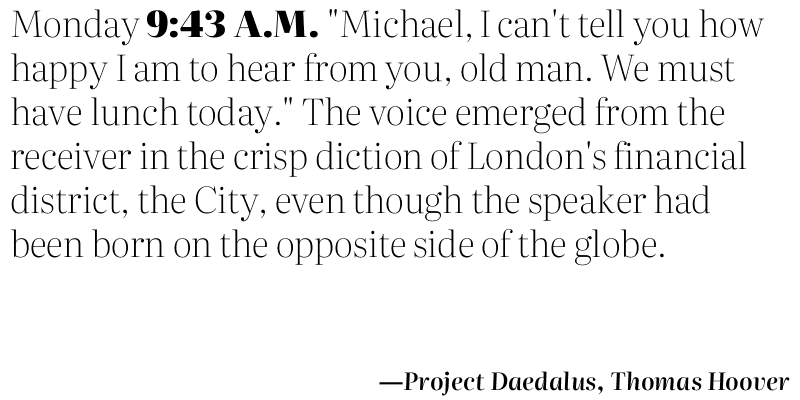 Monday 9:43 A.M. "Michael, I can't tell you how
happy I am to hear from you, old man. We must
have lunch today." The voice emerged from the
receiver in the crisp diction of London's financial
district, the City, even though the speaker had
been born on the opposite side of the globe.
—Project Daedalus, Thomas Hoover